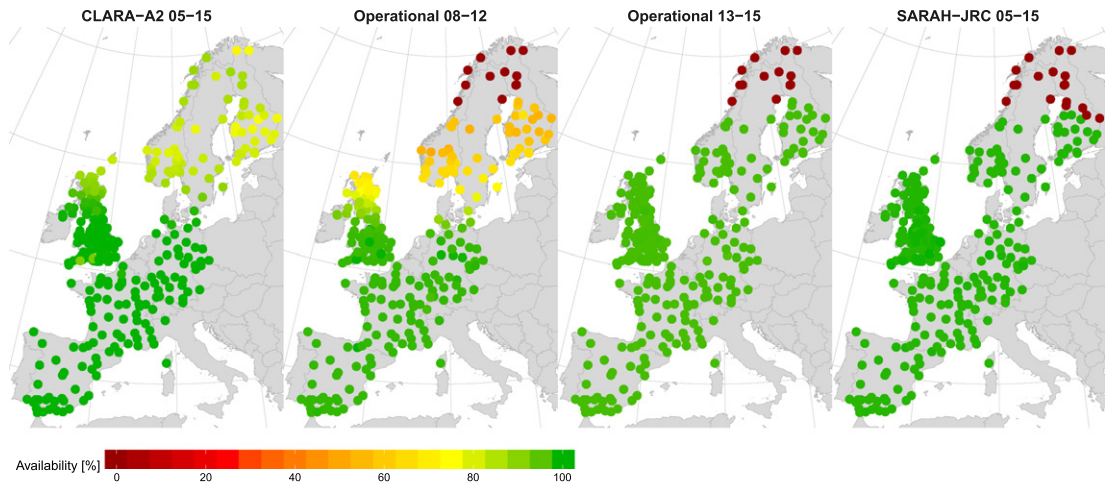 CLARA−A2 05−15
Operational 08−12
Operational 13−15
SARAH−JRC 05−15
Availability [%]
0 20 40 60 80 100